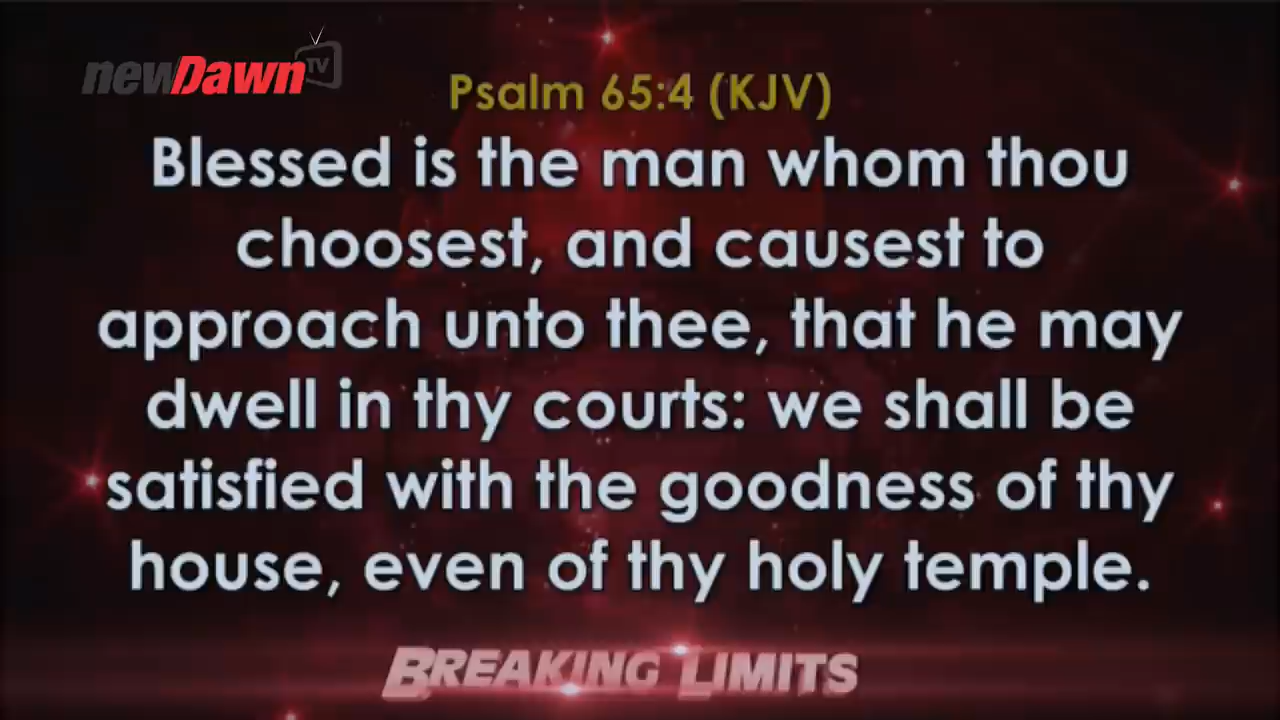 newDawn TV
Psalm 65:4 (KJV)
Blessed is the man whom thou
choosest, and causest to
approach unto thee, that he may
dwell in thy courts: we shall be
satisfied with the goodness of thy
house, even of thy holy temple.
BREAKING LIMITS